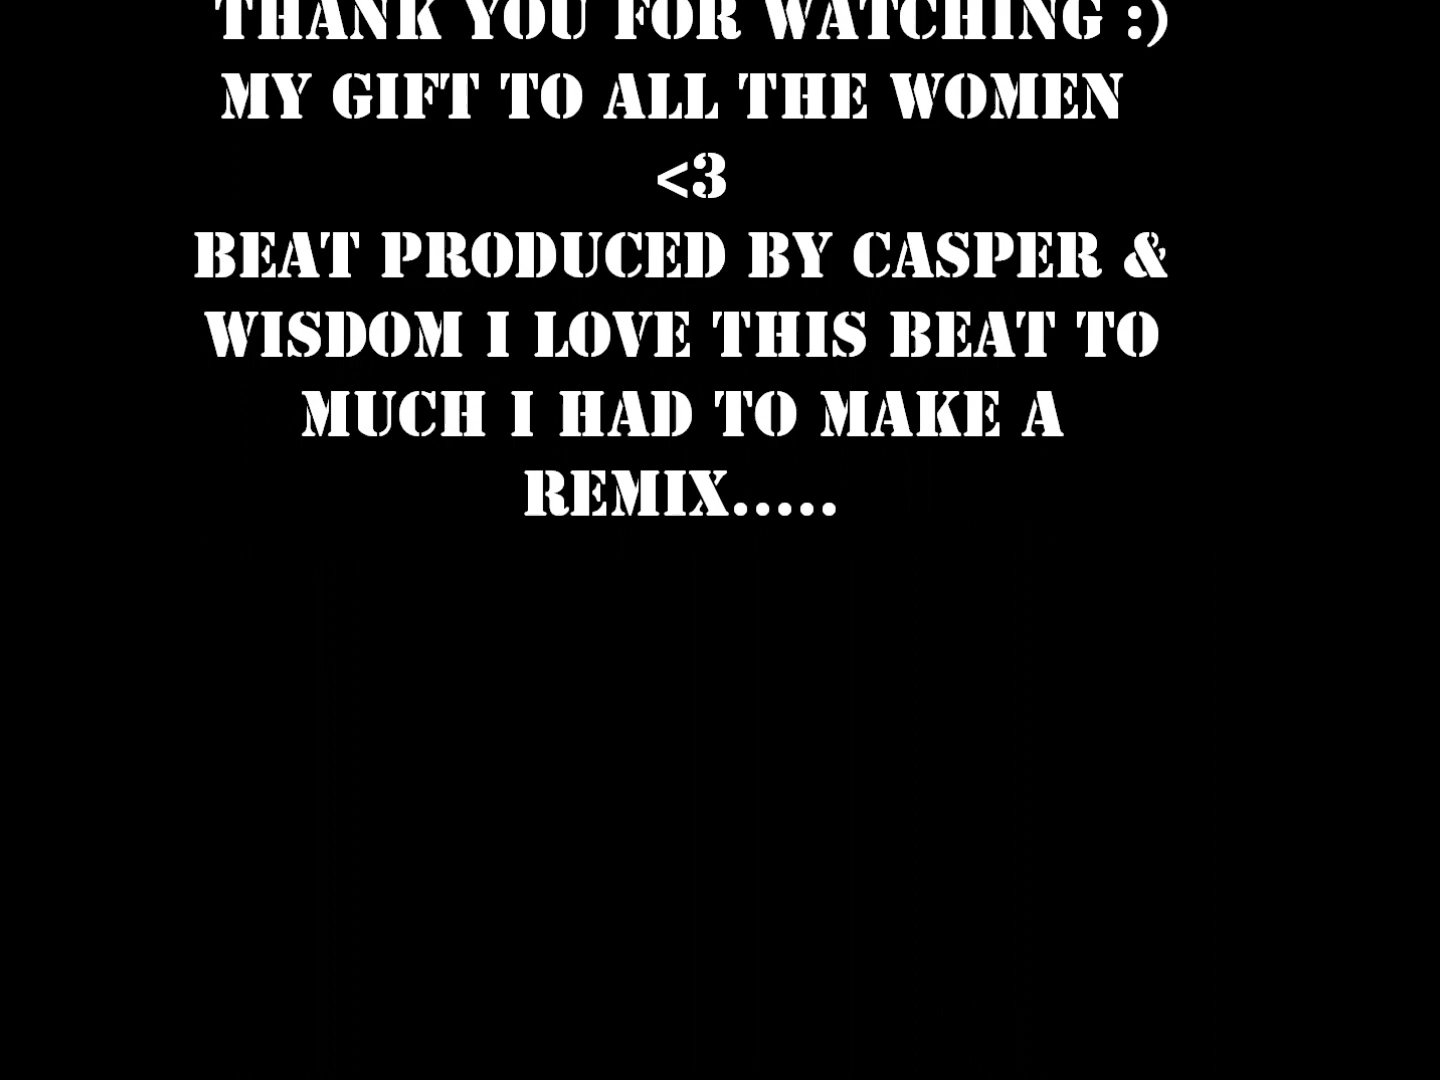 THANK YOU FOR WATCHING :)
MY GIFT TO ALL THE WOMEN
<3
BEAT PRODUCED BY CASPER &
WISDOM I LOVE THIS BEAT TO
MUCH I HAD TO MAKE A
REMIX.....